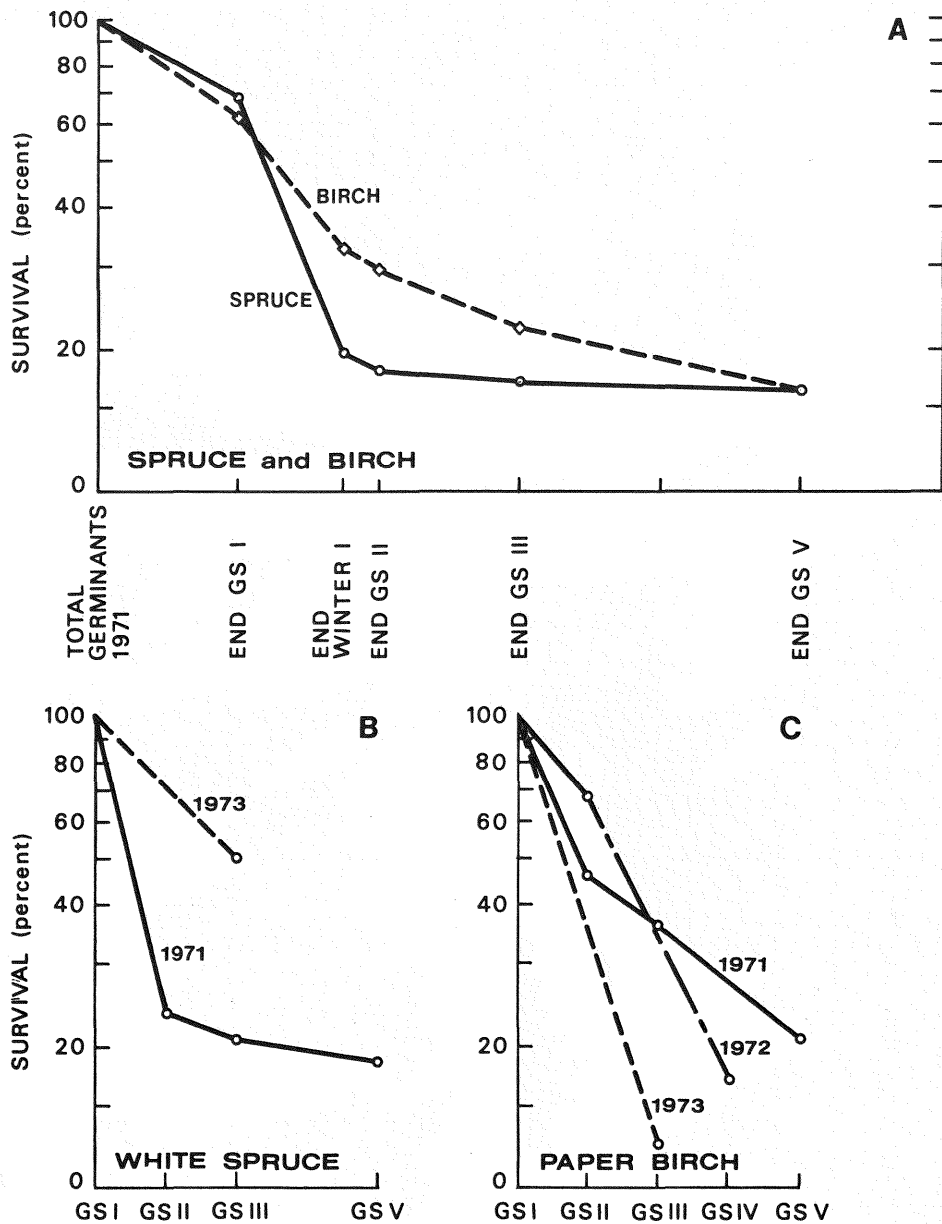 A
100
80
60
40
20
0
SURVIVAL (percent)
BIRCH
SPRUCE
SPRUCE and BIRCH
TOTAL
GERMINANTS
1971
END GS I
END
WINTER I
END GS II
END GS III
END GS V
B
100
80
60
40
20
0
SURVIVAL (percent)
1973
1971
WHITE SPRUCE
GS I
GS II
GS III
GS V
C
100
80
60
40
20
0
1971
1972
1973
PAPER BIRCH
GS I
GS II
GS III
GS IV
GS V